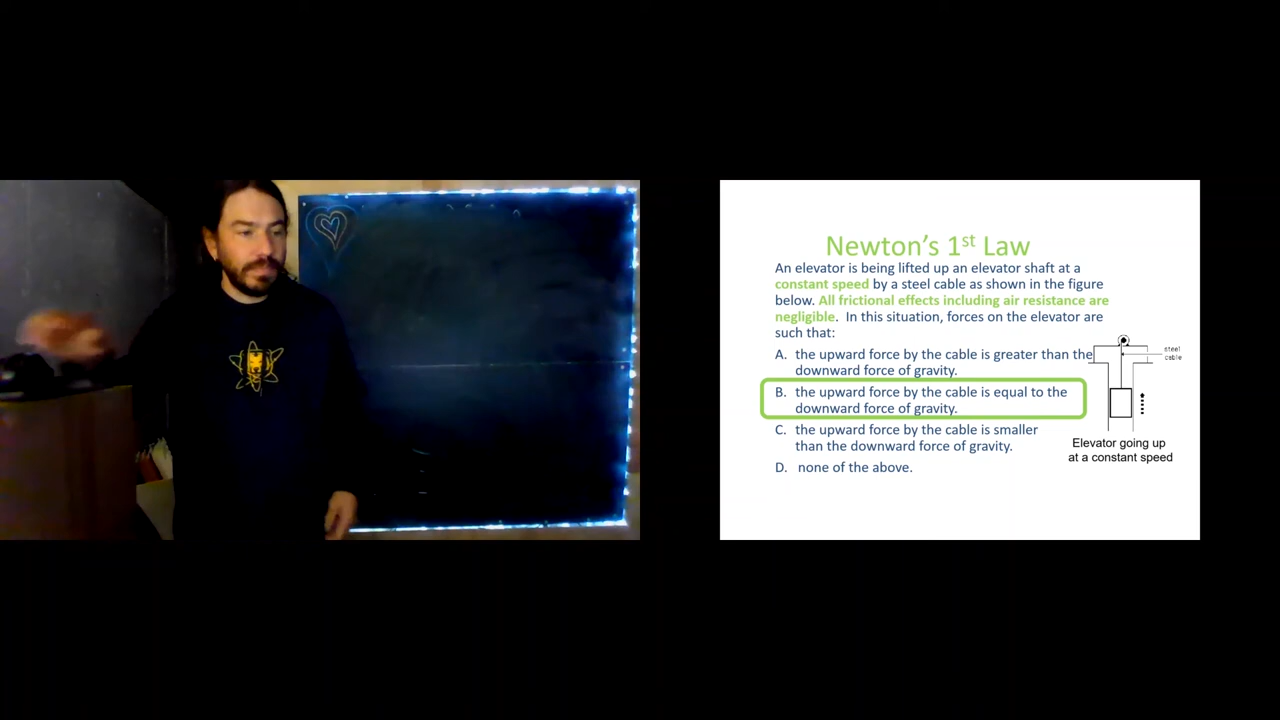 Newton's 1st Law
An elevator is being lifted up an elevator shaft at a
constant speed by a steel cable as shown in the figure
below. All frictional effects including air resistance are
negligible. In this situation, forces on the elevator are
such that:
A. the upward force by the cable is greater than the
downward force of gravity.
B. the upward force by the cable is equal to the
downward force of gravity.
C. the upward force by the cable is smaller
than the downward force of gravity.
D. none of the above.
steel
cable
Elevator going up
at a constant speed